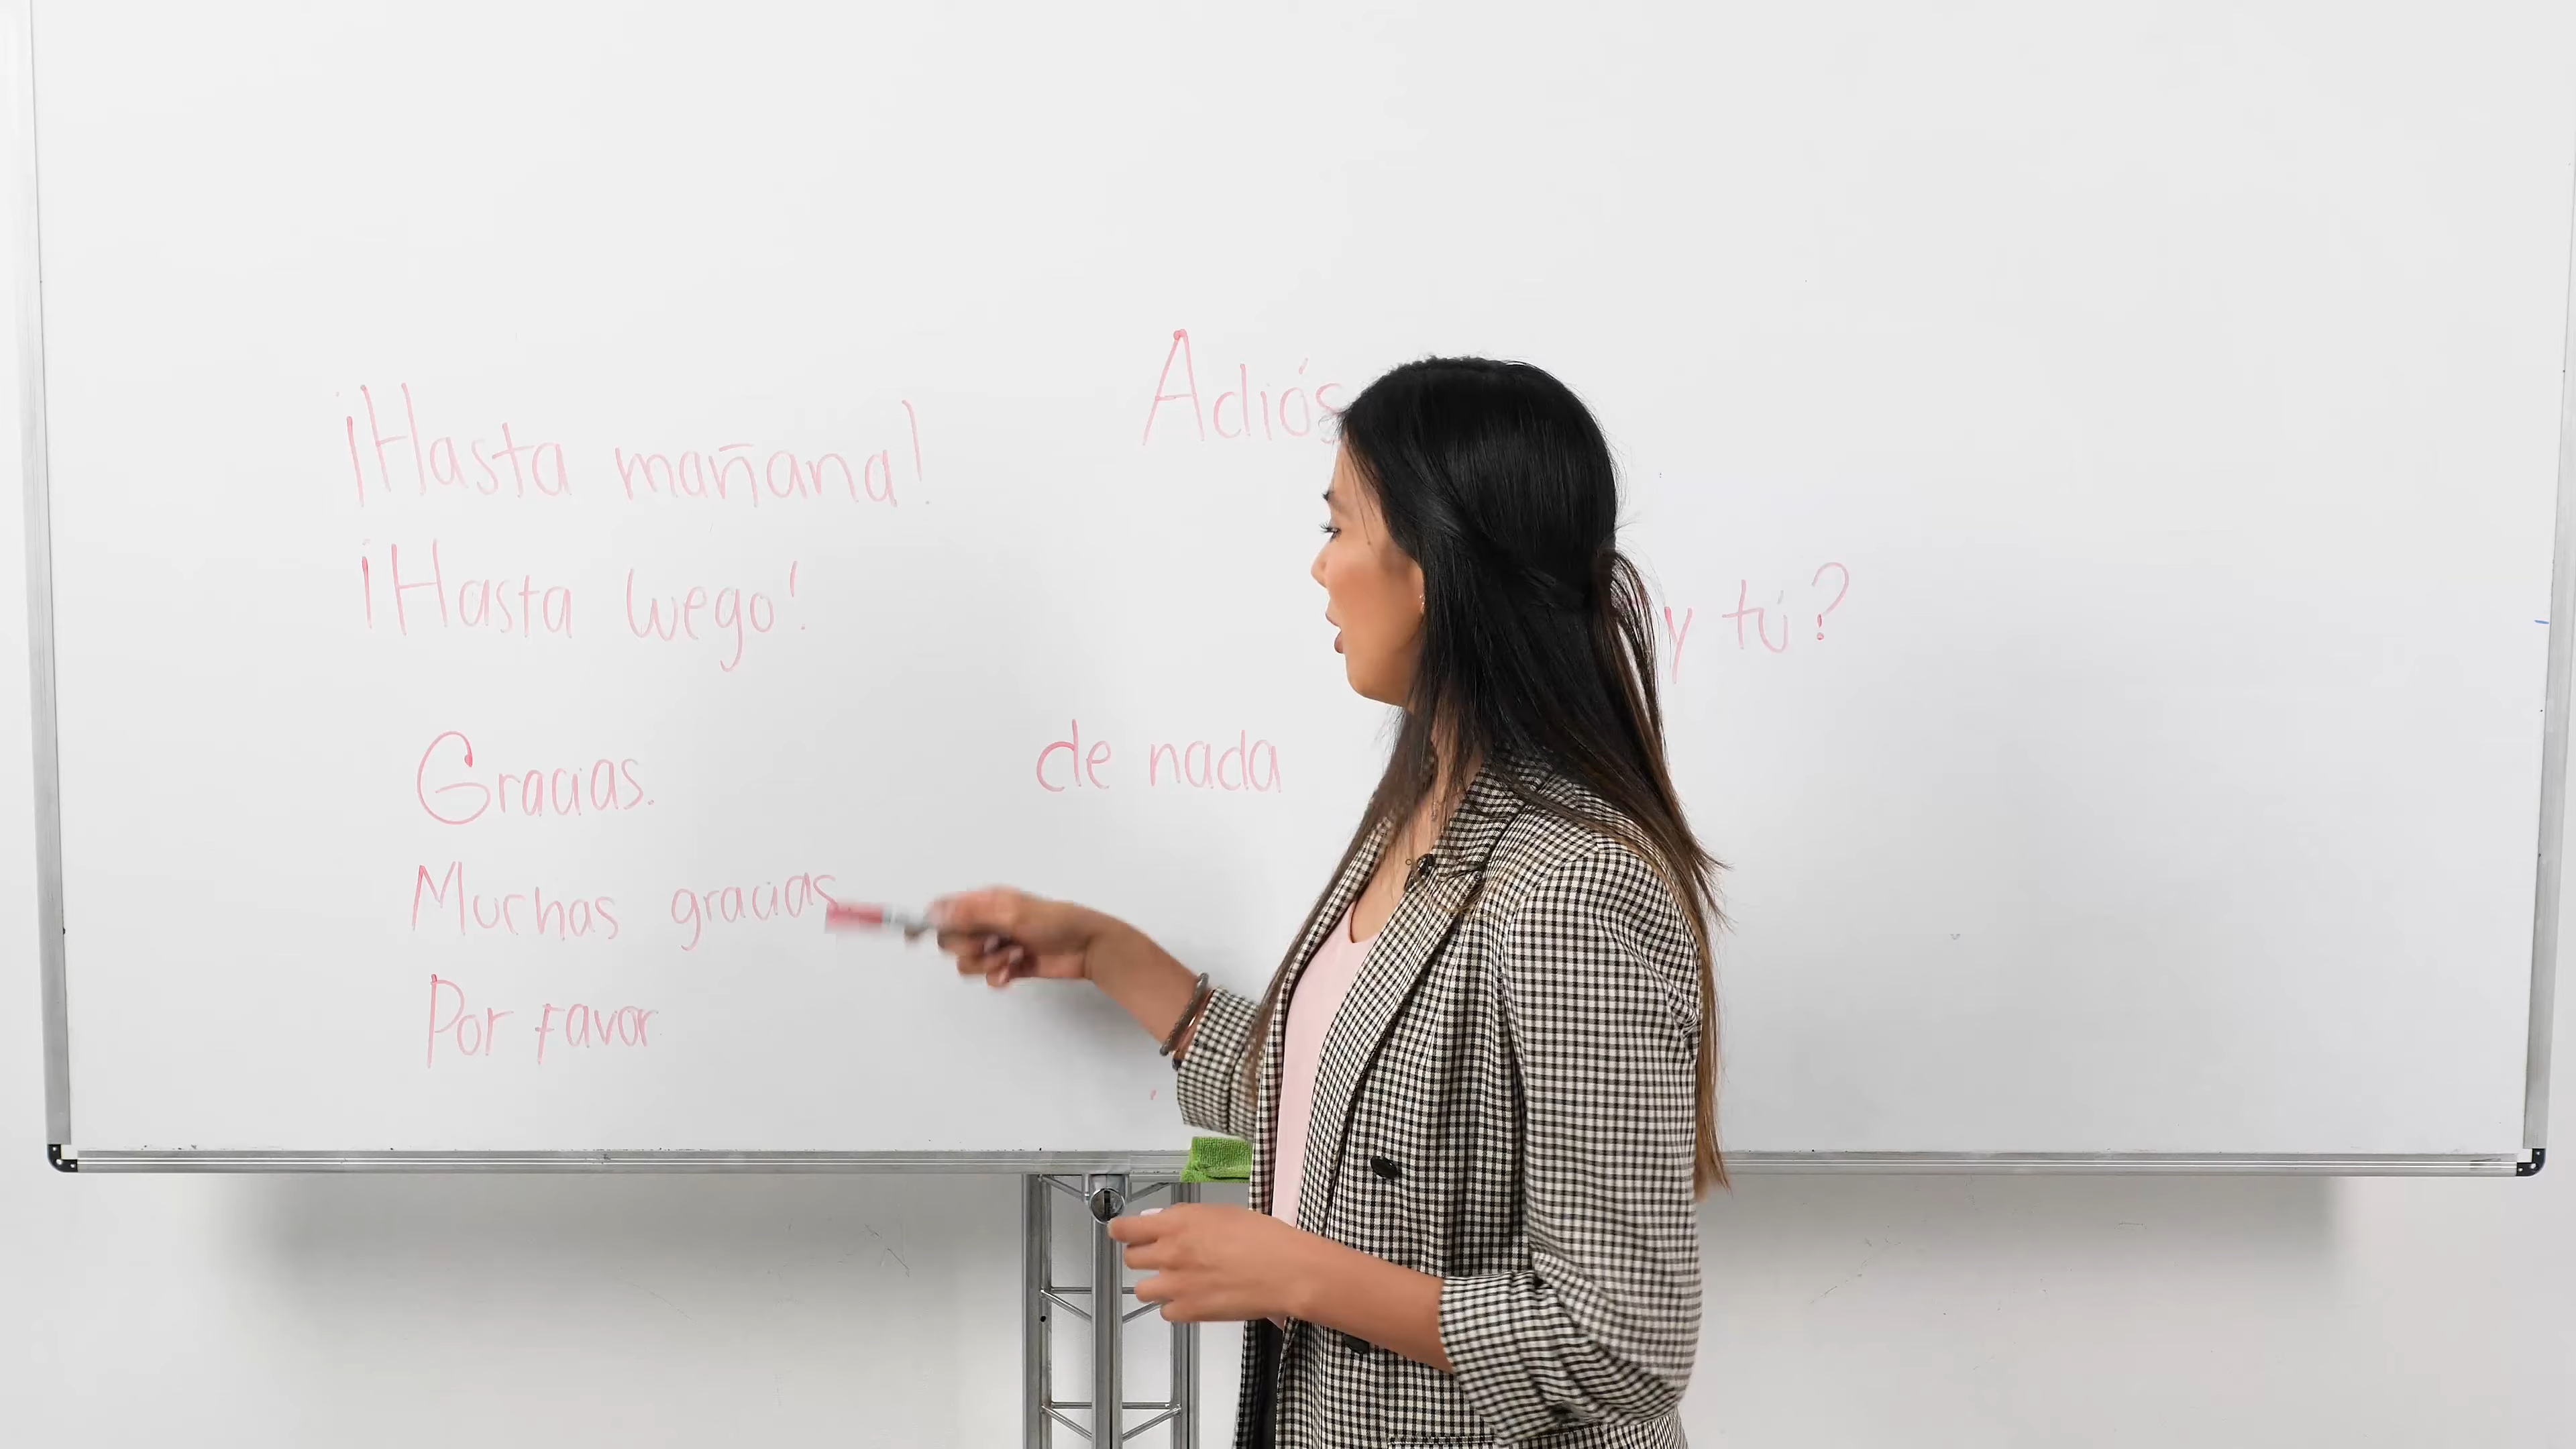 ¡Hasta mañana!
Adiós
¡Hasta luego!
y tú?
Gracias.
de nada
Muchas gracias
Por favor